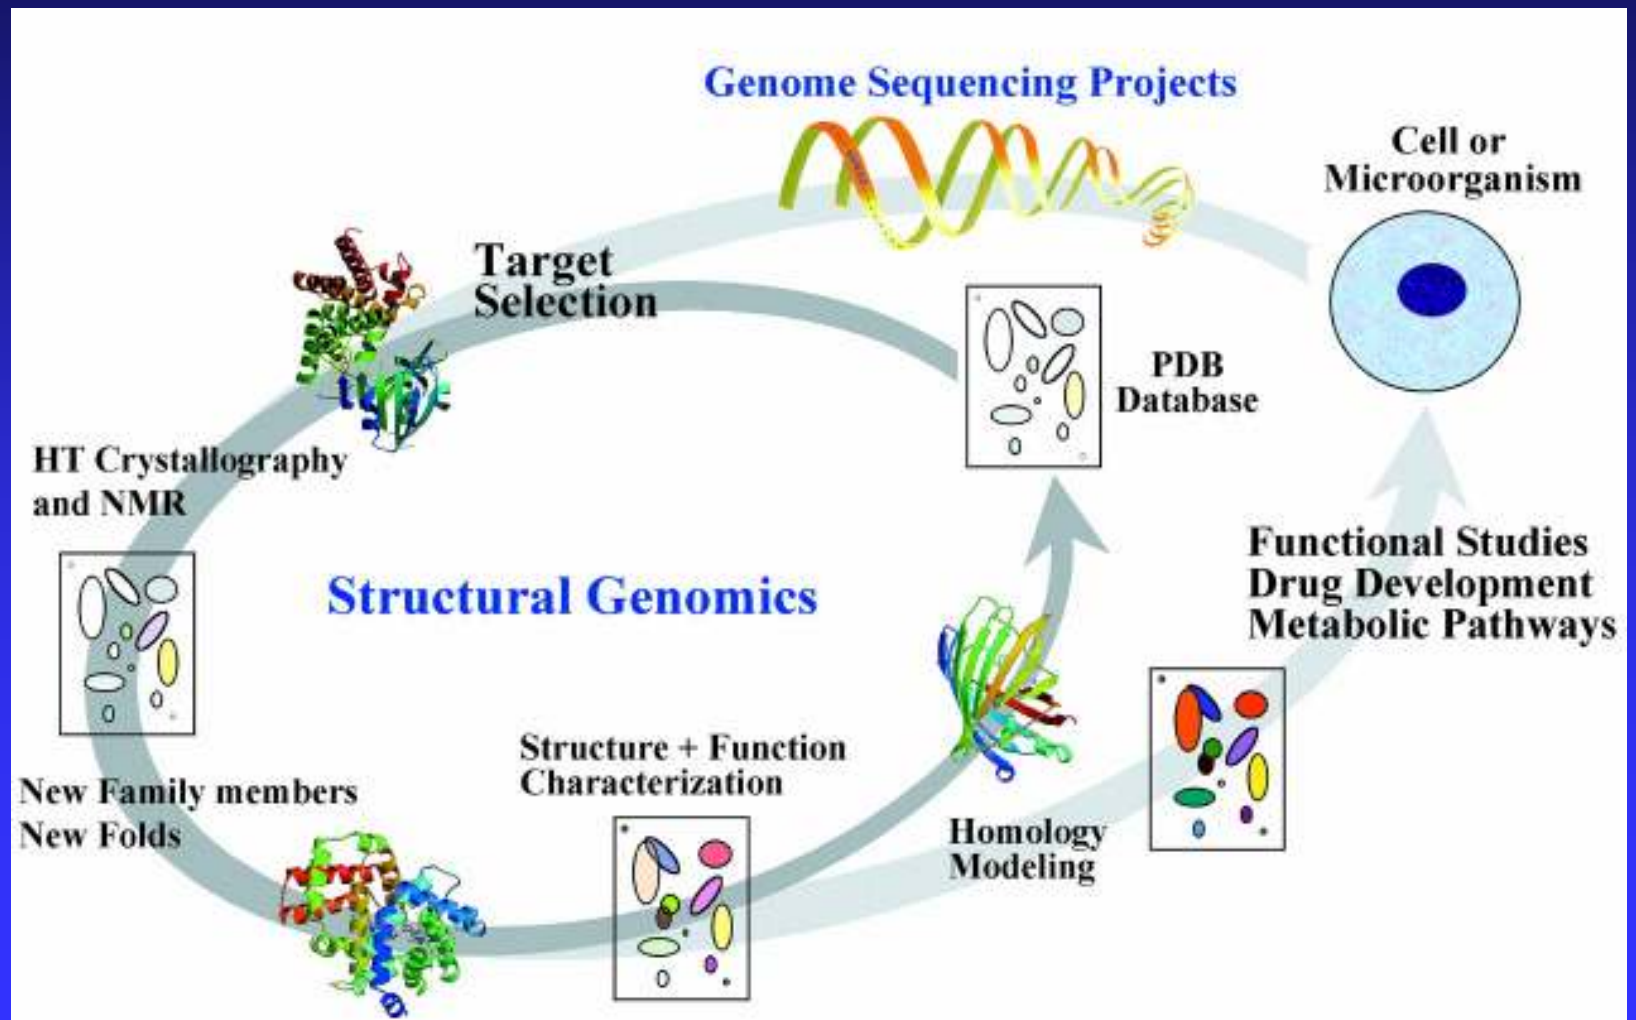 Genome Sequencing Projects
Cell or
Microorganism
Target
Selection
PDB
Database
HT Crystallography
and NMR
Structural Genomics
Functional Studies
Drug Development
Metabolic Pathways
Structure + Function
Characterization
New Family members
New Folds
Homology
Modeling